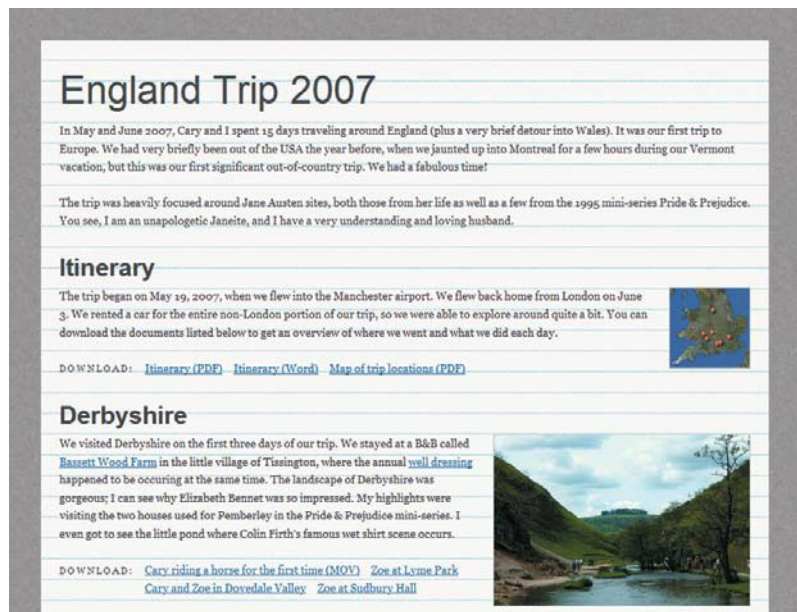 England Trip 2007
In May and June 2007, Cary and I spent 15 days traveling around England (plus a very brief detour into Wales). It was our first trip to
Europe. We had very briefly been out of the USA the year before, when we jaunted up into Montreal for a few hours during our Vermont
vacation, but this was our first significant out-of-country trip. We had a fabulous time!
The trip was heavily focused around Jane Austen sites, both those from her life as well as a few from the 1995 mini-series Pride & Prejudice.
You see, I am an unapologetic Janeite, and I have a very understanding and loving husband.
Itinerary
The trip began on May 19, 2007, when we flew into the Manchester airport. We flew back home from London on June
3. We rented a car for the entire non-London portion of our trip, so we were able to explore around quite a bit. You can
download the documents listed below to get an overview of where we went and what we did each day.
DOWNLOAD: Itinerary (PDF) Itinerary (Word) Map of trip locations (PDF)
Derbyshire
We visited Derbyshire on the first three days of our trip. We stayed at a B&B called
Bassett Wood Farm in the little village of Tissington, where the annual well dressing
happened to be occuring at the same time. The landscape of Derbyshire was
gorgeous; I can see why Elizabeth Bennet was so impressed. My highlights were
visiting the two houses used for Pemberley in the Pride & Prejudice mini-series. I
even got to see the little pond where Colin Firth's famous wet shirt scene occurs.
DOWNLOAD: Cary riding a horse for the first time (MOV) Zoe at Lyme Park
Cary and Zoe in Dovedale Valley Zoe at Sudbury Hall